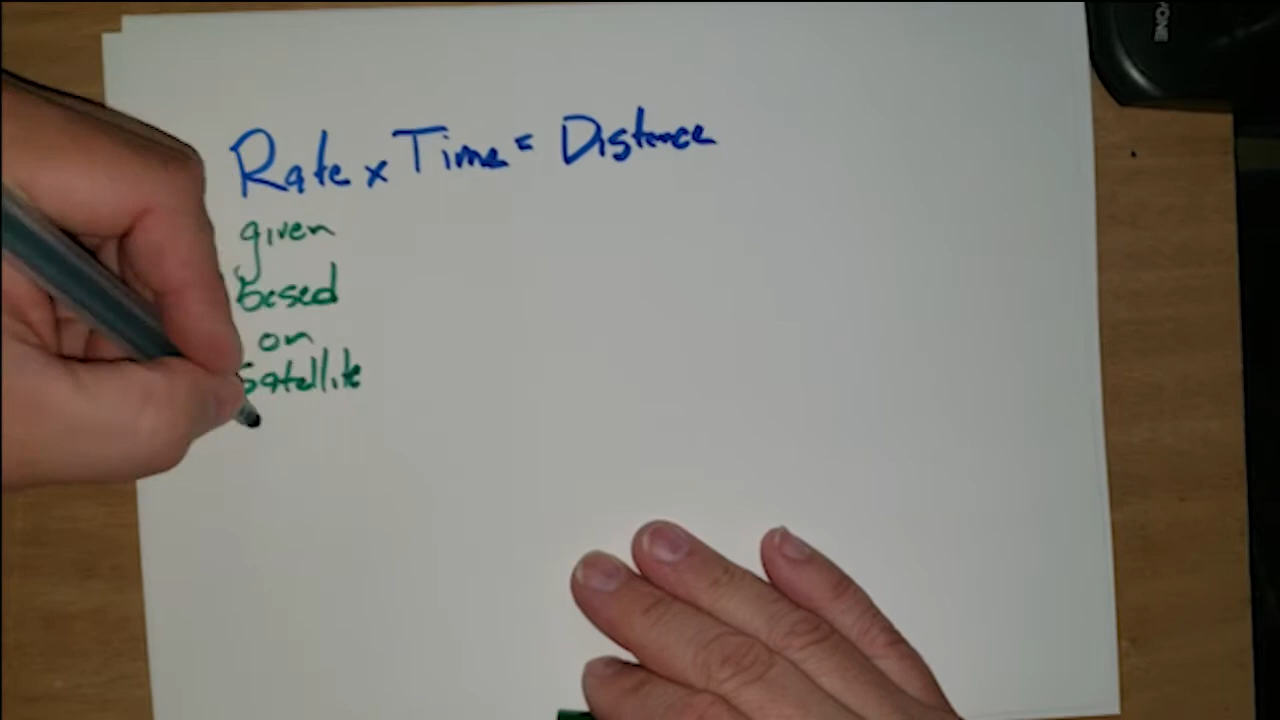 Rate x Time = Distance
given
based
on
Satellite